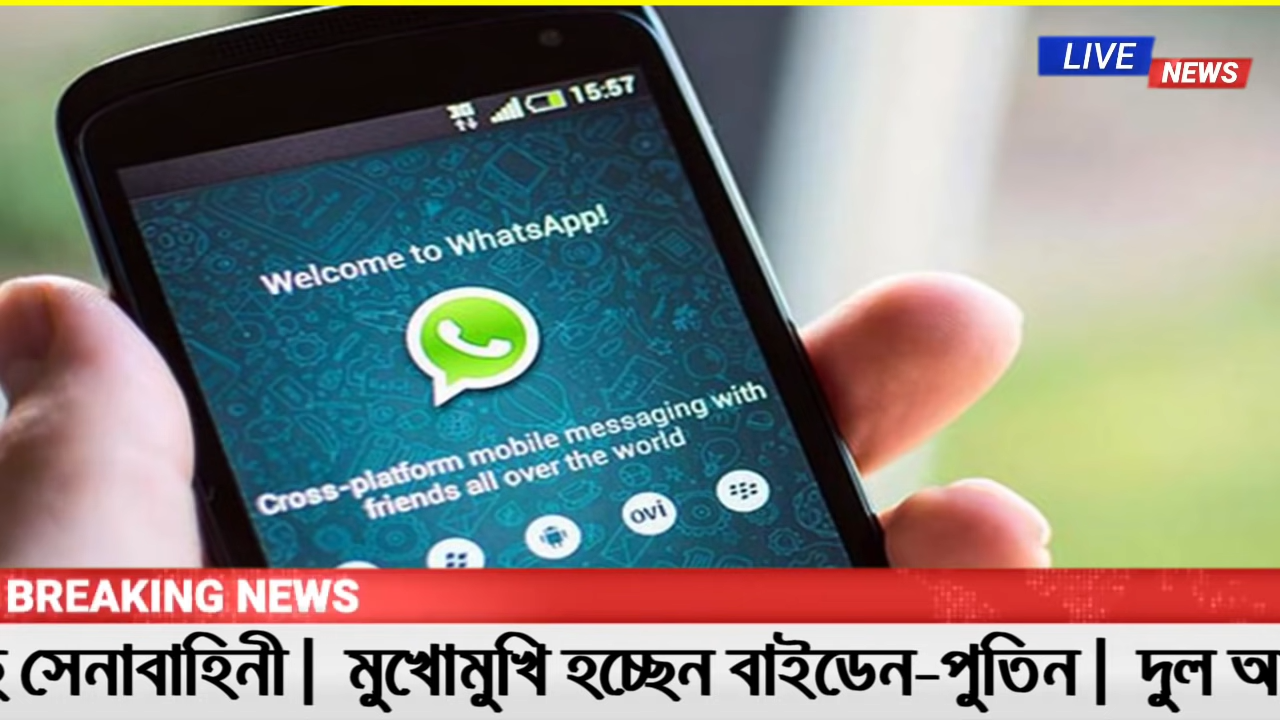 LIVE
NEWS
15:57
Welcome to WhatsApp!
Cross-platform mobile messaging with
friends all over the world
ovi
BREAKING NEWS
সেনাবাহিনী | মুখোমুখি হচ্ছেন বাইডেন-পুতিন | দুল